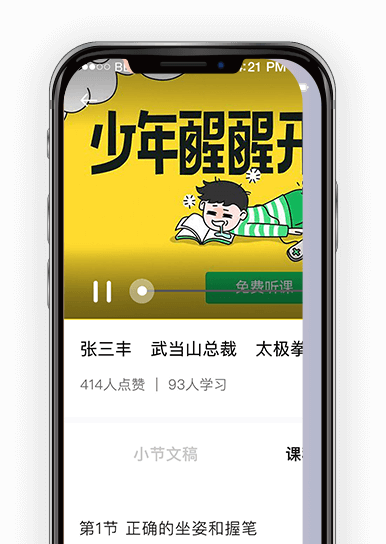 :21 PM
少年醒醒开
免费听课
张三丰 武当山总裁 太极拳
414人点赞 | 93人学习
小节文稿
第1节 正确的坐姿和握笔